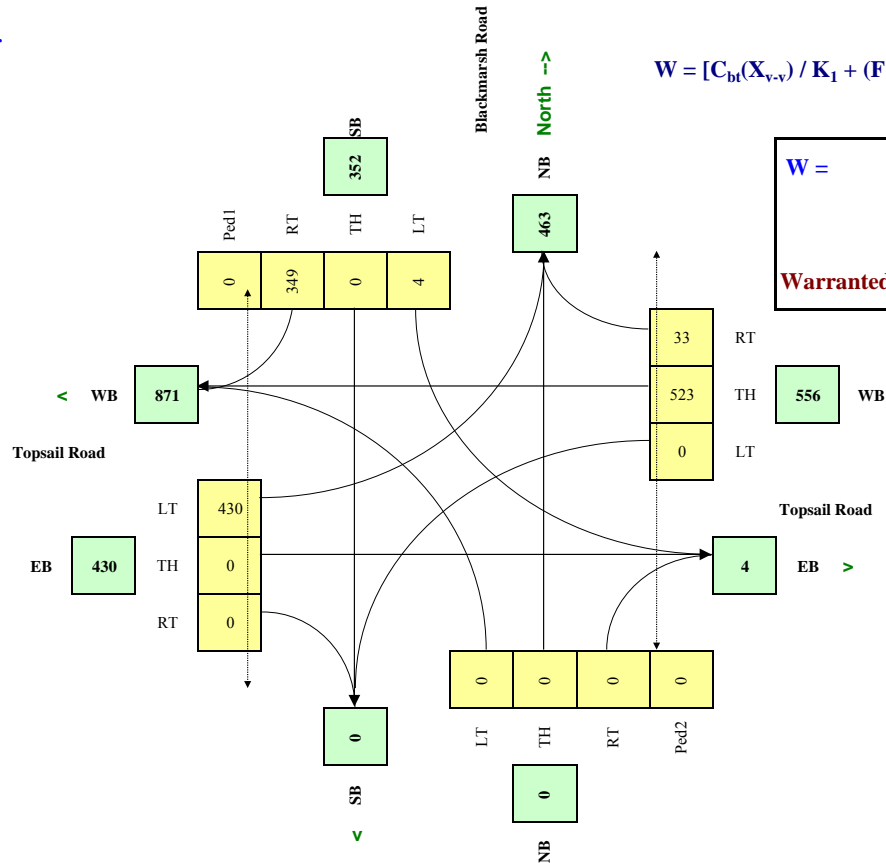 Blackmarsh Road
North -->
W = [Cbt(Xv-v) / K1 + (F
SB
352
NB
463
W =
Warranted
Ped1
RT
TH
LT
0
349
0
4
33
RT
< WB
871
523
TH
556
WB
0
LT
Topsail Road
LT
430
Topsail Road
EB
430
TH
0
4
EB >
RT
0
0
0
0
0
LT
TH
RT
Ped2
0
SB
<
0
NB